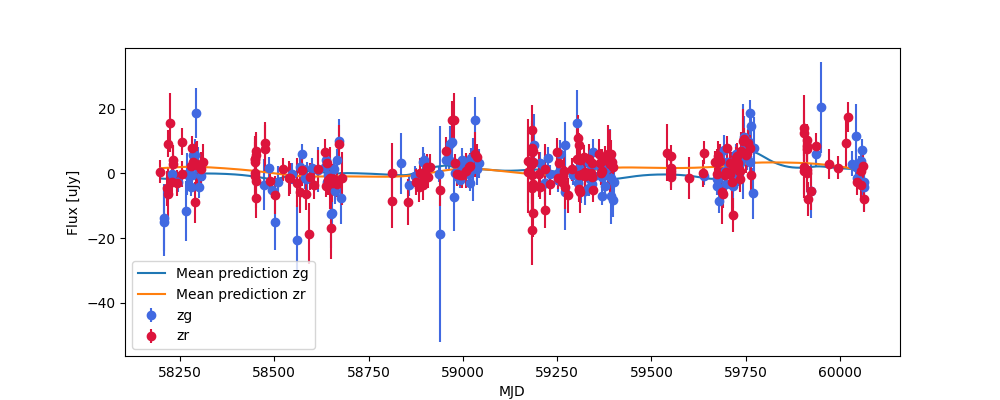 20
0
−20
−40
Flux [uJy]
Mean prediction zg
Mean prediction zr
zg
zr
58250 58500 58750 59000 59250 59500 59750 60000
MJD